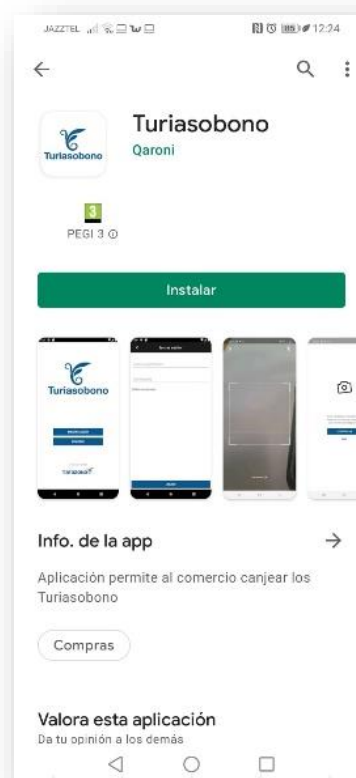 JAZZTEL 12:24
Turiasobono
Turiasobono
Qaroni
3
PEGI 3
Instalar
Turiasobono
Info. de la app
Aplicación permite al comercio canjear los
Turiasobono
Compras
Valora esta aplicación
Da tu opinión a los demás